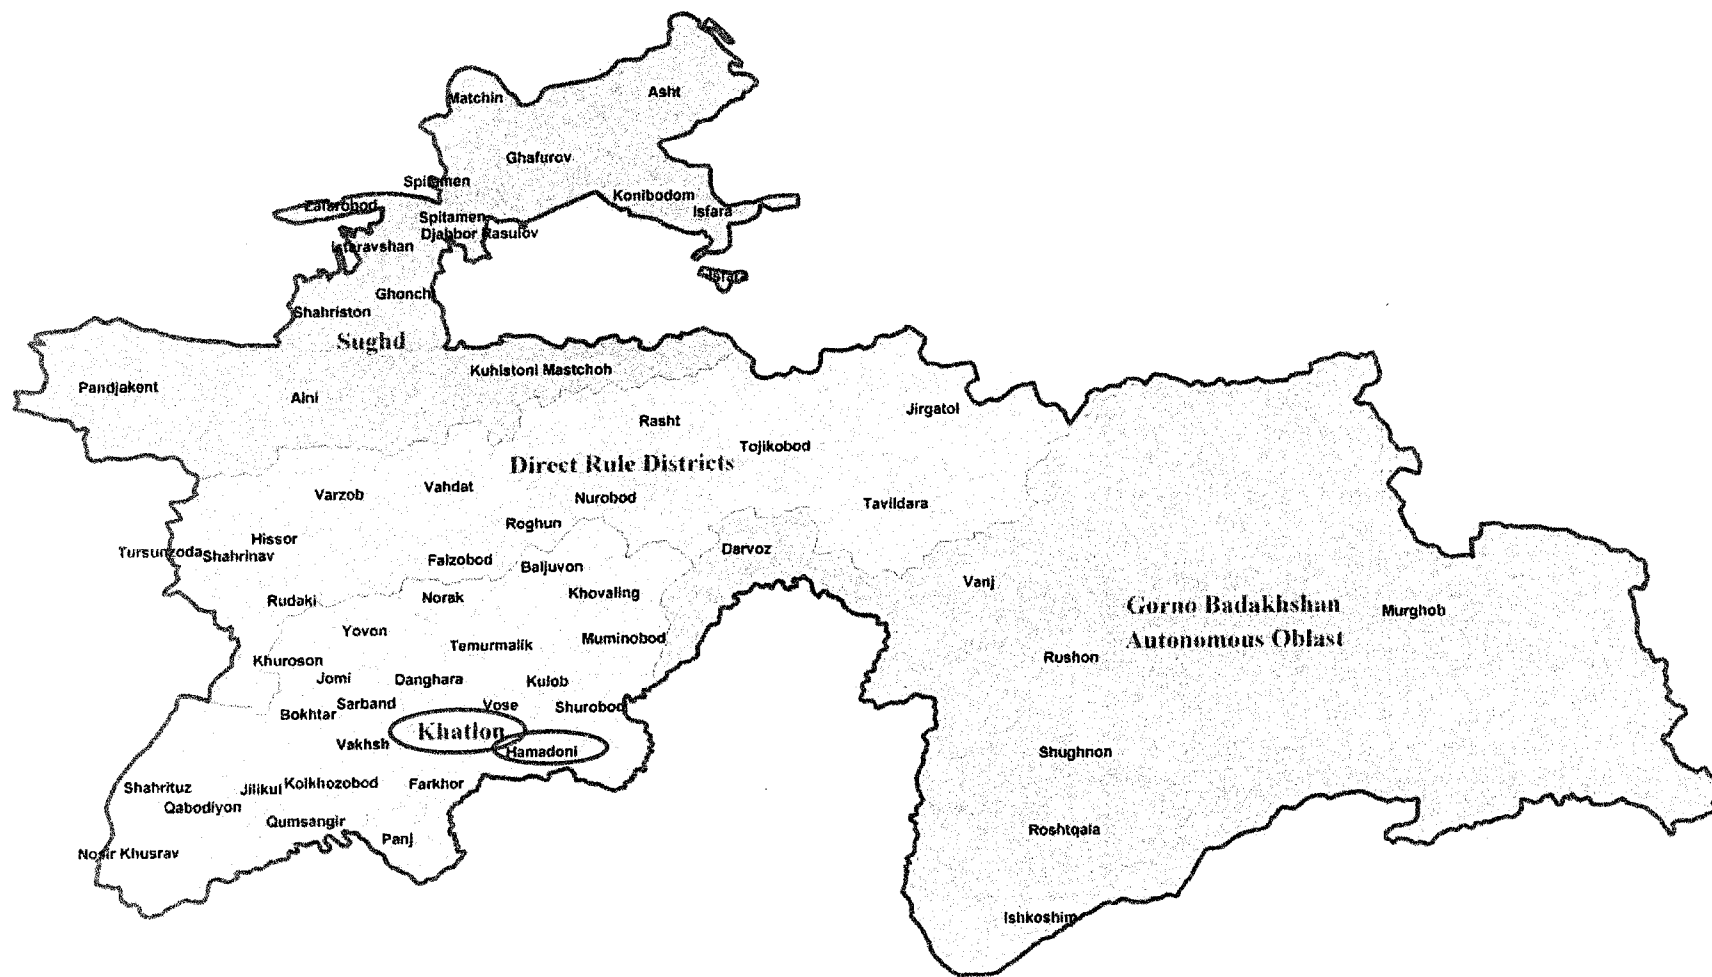 Matchin
Asht
Ghafurov
Spitamen
Konibodom
Zafarobod
Isfara
Spitamen
Djabbor Rasulov
Istaravshan
Isfara
Ghonchi
Shahriston
Sughd
Kuhistoni Mastchoh
Pandjakent
Aini
Jirgatol
Rasht
Tojikobod
Direct Rule Districts
Vahdat
Varzob
Nurobod
Tavildara
Roghun
Hissor
Tursunzoda
Shahrinav
Darvoz
Faizobod
Baljuvon
Vanj
Khovaling
Norak
Rudaki
Gorno Badakhshan
Autonomous Oblast
Murghob
Yovon
Temurmalik
Muminobod
Khuroson
Rushon
Jomi
Danghara
Kulob
Sarband
Vose
Shurobod
Bokhtar
Khatlon
Vakhsh
Hamadoni
Shughnon
Shahrituz
Jilikul
Kolkhozobod
Farkhor
Qabodiyon
Qumsangir
Panj
Roshtqala
Nosir Khusrav
Ishkoshim